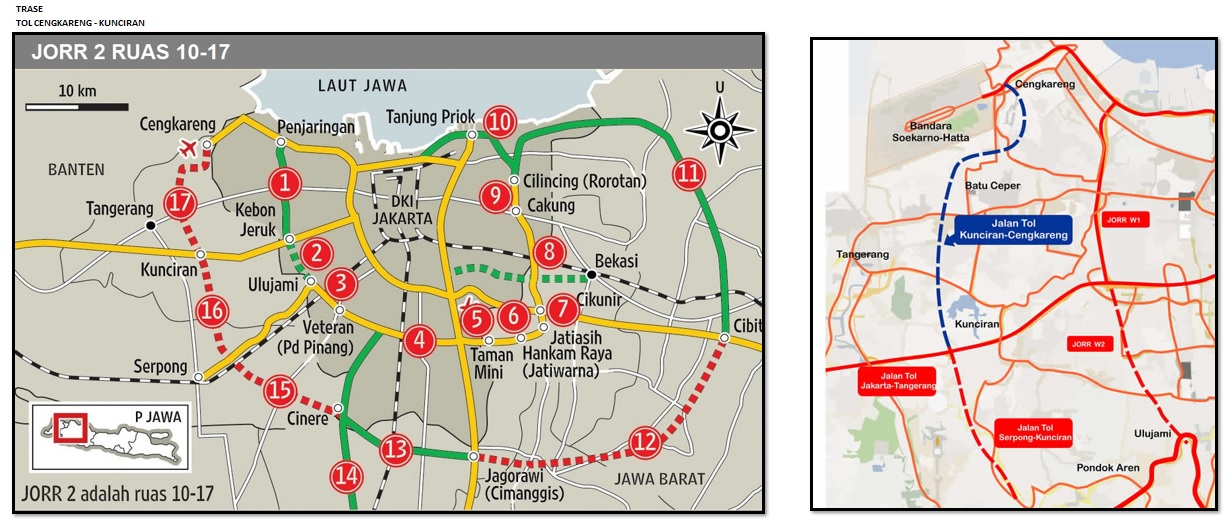 TRASE
TOL CENGKARENG - KUNCIRAN
JORR 2 RUAS 10-17
10 km
LAUT JAWA
U
Cengkareng
Penjaringan
Tanjung Priok
10
BANTEN
17
1
DKI
JAKARTA
9
Cilincing (Rorotan)
Cakung
11
Tangerang
Kebon
Jeruk
2
8
Bekasi
Kunciran
Ulujami
3
Cikunir
16
Veteran
(Pd Pinang)
4
5
6
7
Jatiasih
Cibit
Taman
Mini
Hankam Raya
(Jatiwarna)
Serpong
15
Cinere
P JAWA
13
12
14
Jagorawi
(Cimanggis)
JAWA BARAT
JORR 2 adalah ruas 10-17
Cengkareng
Bandara
Soekarno-Hatta
Batu Ceper
Jalan Tol
Kunciran-Cengkareng
JORR W1
Tangerang
Kunciran
JORR W2
Jalan Tol
Jakarta-Tangerang
Jalan Tol
Serpong-Kunciran
Ulujami
Pondok Aren